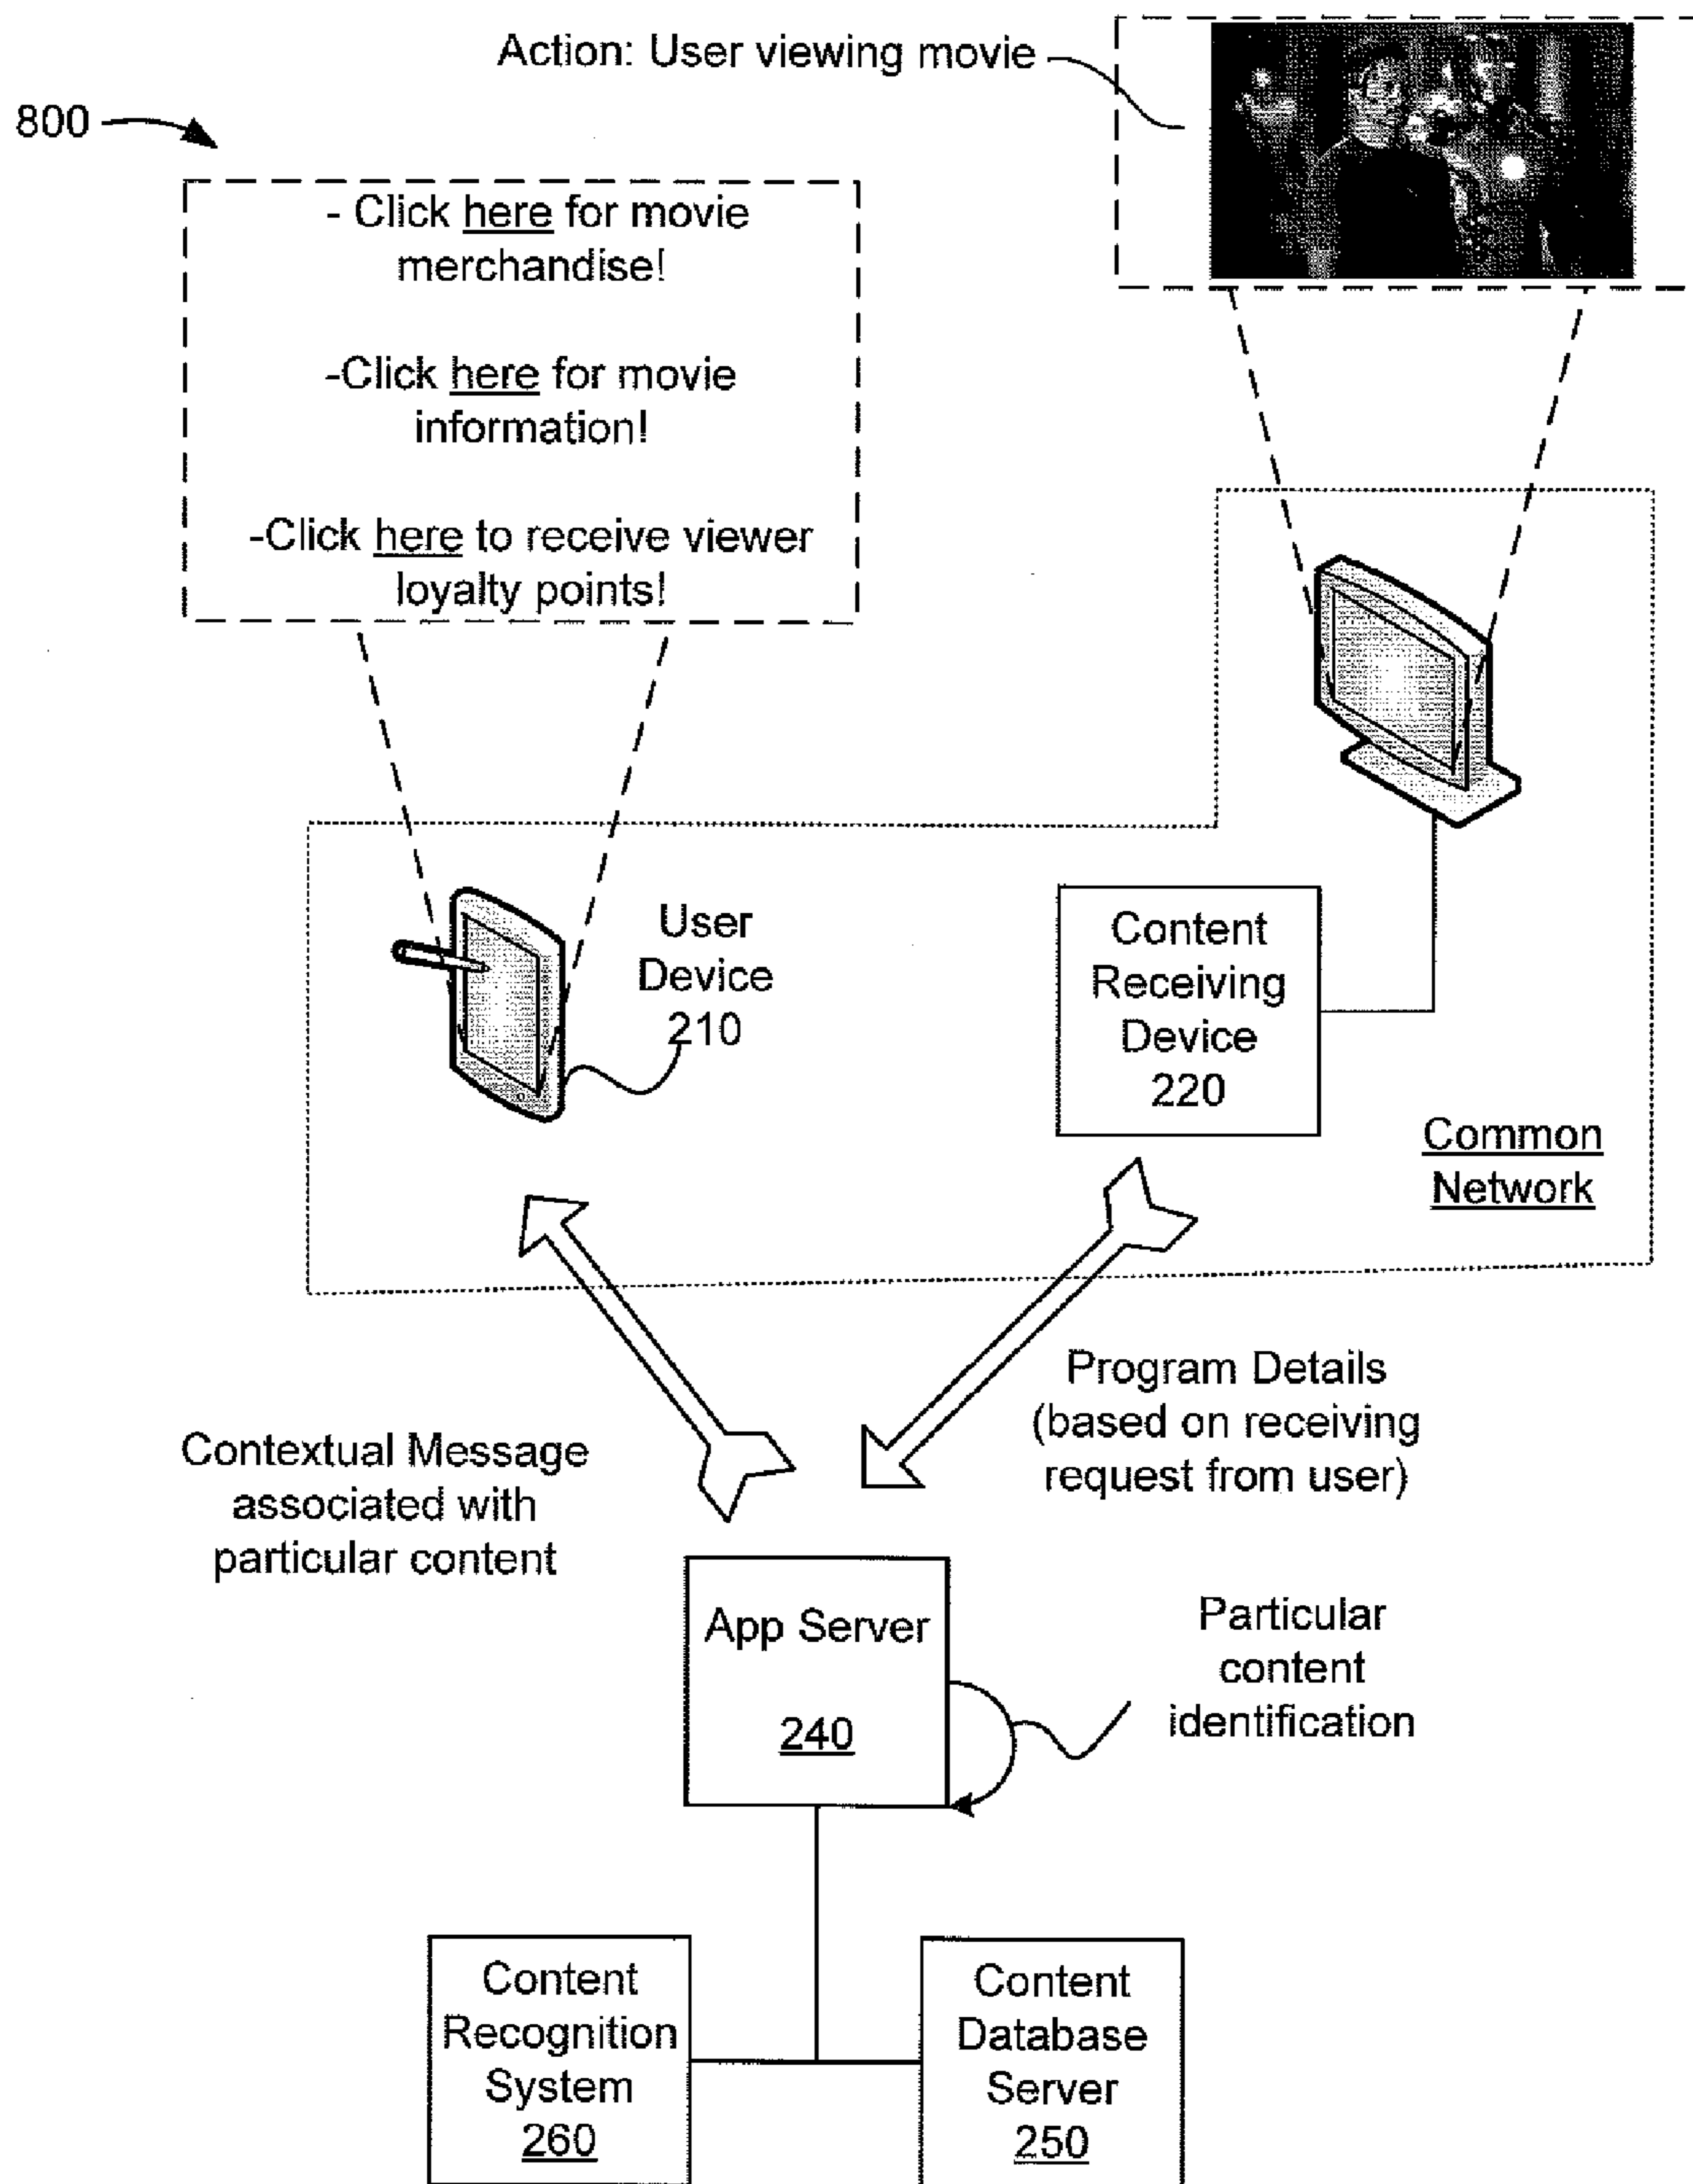 Action: User viewing movie
800
- Click here for movie
merchandise!
-Click here for movie
information!
-Click here to receive viewer
loyalty points!
User
Device
210
Content
Receiving
Device
220
Common
Network
Program Details
(based on receiving
request from user)
Contextual Message
associated with
particular content
App Server
240
Particular
content
identification
Content
Recognition
System
260
Content
Database
Server
250